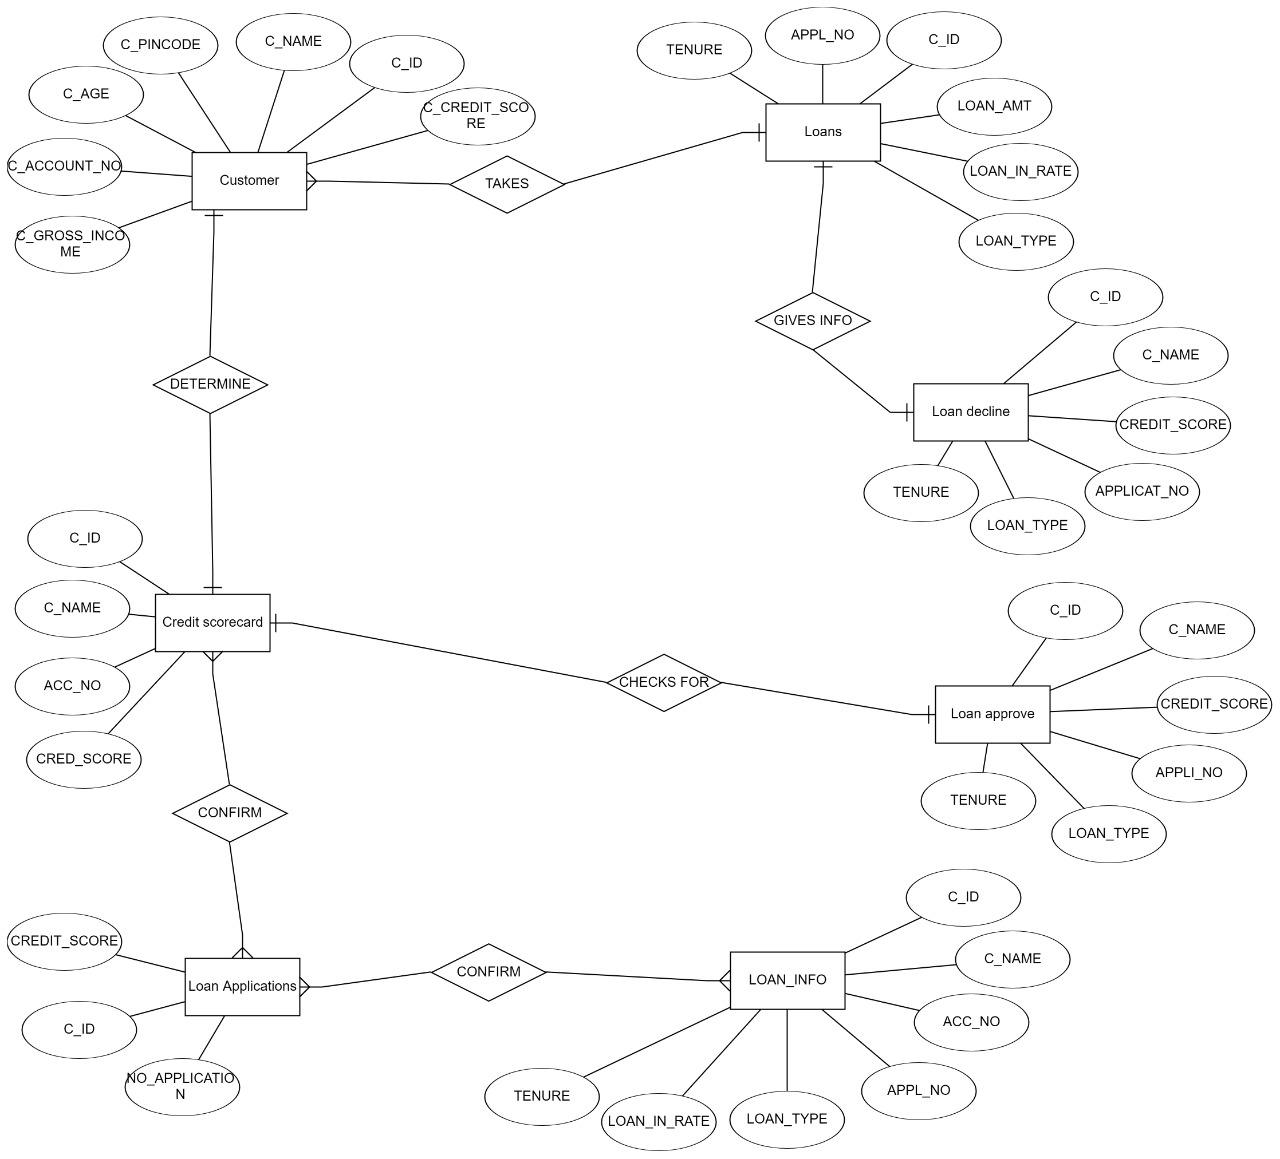 C_PINCODE
C_NAME
C_ID
C_AGE
C_CREDIT_SCO
RE
C_ACCOUNT_NO
Customer
C_GROSS_INCO
ME
TAKES
TENURE
APPL_NO
C_ID
LOAN_AMT
Loans
LOAN_IN_RATE
LOAN_TYPE
GIVES INFO
C_ID
C_NAME
Loan decline
CREDIT_SCORE
TENURE
APPLICAT_NO
LOAN_TYPE
DETERMINE
C_ID
C_NAME
Credit scorecard
ACC_NO
CRED_SCORE
CHECKS FOR
C_ID
C_NAME
CREDIT_SCORE
Loan approve
APPLI_NO
TENURE
LOAN_TYPE
CONFIRM
CREDIT_SCORE
Loan Applications
C_ID
NO_APPLICATIO
N
CONFIRM
C_ID
C_NAME
LOAN_INFO
ACC_NO
TENURE
LOAN_IN_RATE
LOAN_TYPE
APPL_NO